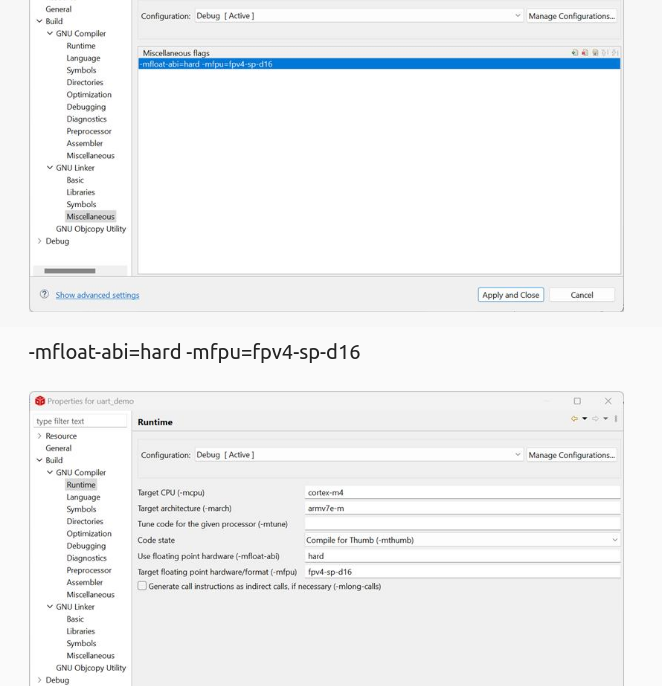 General
Build
GNU Compiler
Runtime
Language
Symbols
Directories
Optimization
Debugging
Diagnostics
Preprocessor
Assembler
Miscellaneous
GNU Linker
Basic
Libraries
Symbols
Miscellaneous
GNU Objcopy Utility
Debug
Configuration: Debug [ Active ] Manage Configurations...
Miscellaneous flags
-mfloat-abi=hard -mfpu=fpv4-sp-d16
Show advanced settings
Apply and Close Cancel
-mfloat-abi=hard -mfpu=fpv4-sp-d16
Properties for uart_demo
type filter text
Resource
General
Build
GNU Compiler
Runtime
Language
Symbols
Directories
Optimization
Debugging
Diagnostics
Preprocessor
Assembler
Miscellaneous
GNU Linker
Basic
Libraries
Symbols
Miscellaneous
GNU Objcopy Utility
Debug
Runtime
Configuration: Debug [ Active ] Manage Configurations...
Target CPU (-mcpu) cortex-m4
Target architecture (-march) armv7e-m
Tune code for the given processor (-mtune)
Code state Compile for Thumb (-mthumb)
Use floating point hardware (-mfloat-abi) hard
Target floating point hardware/format (-mfpu) fpv4-sp-d16
Generate call instructions as indirect calls, if necessary (-mlong-calls)